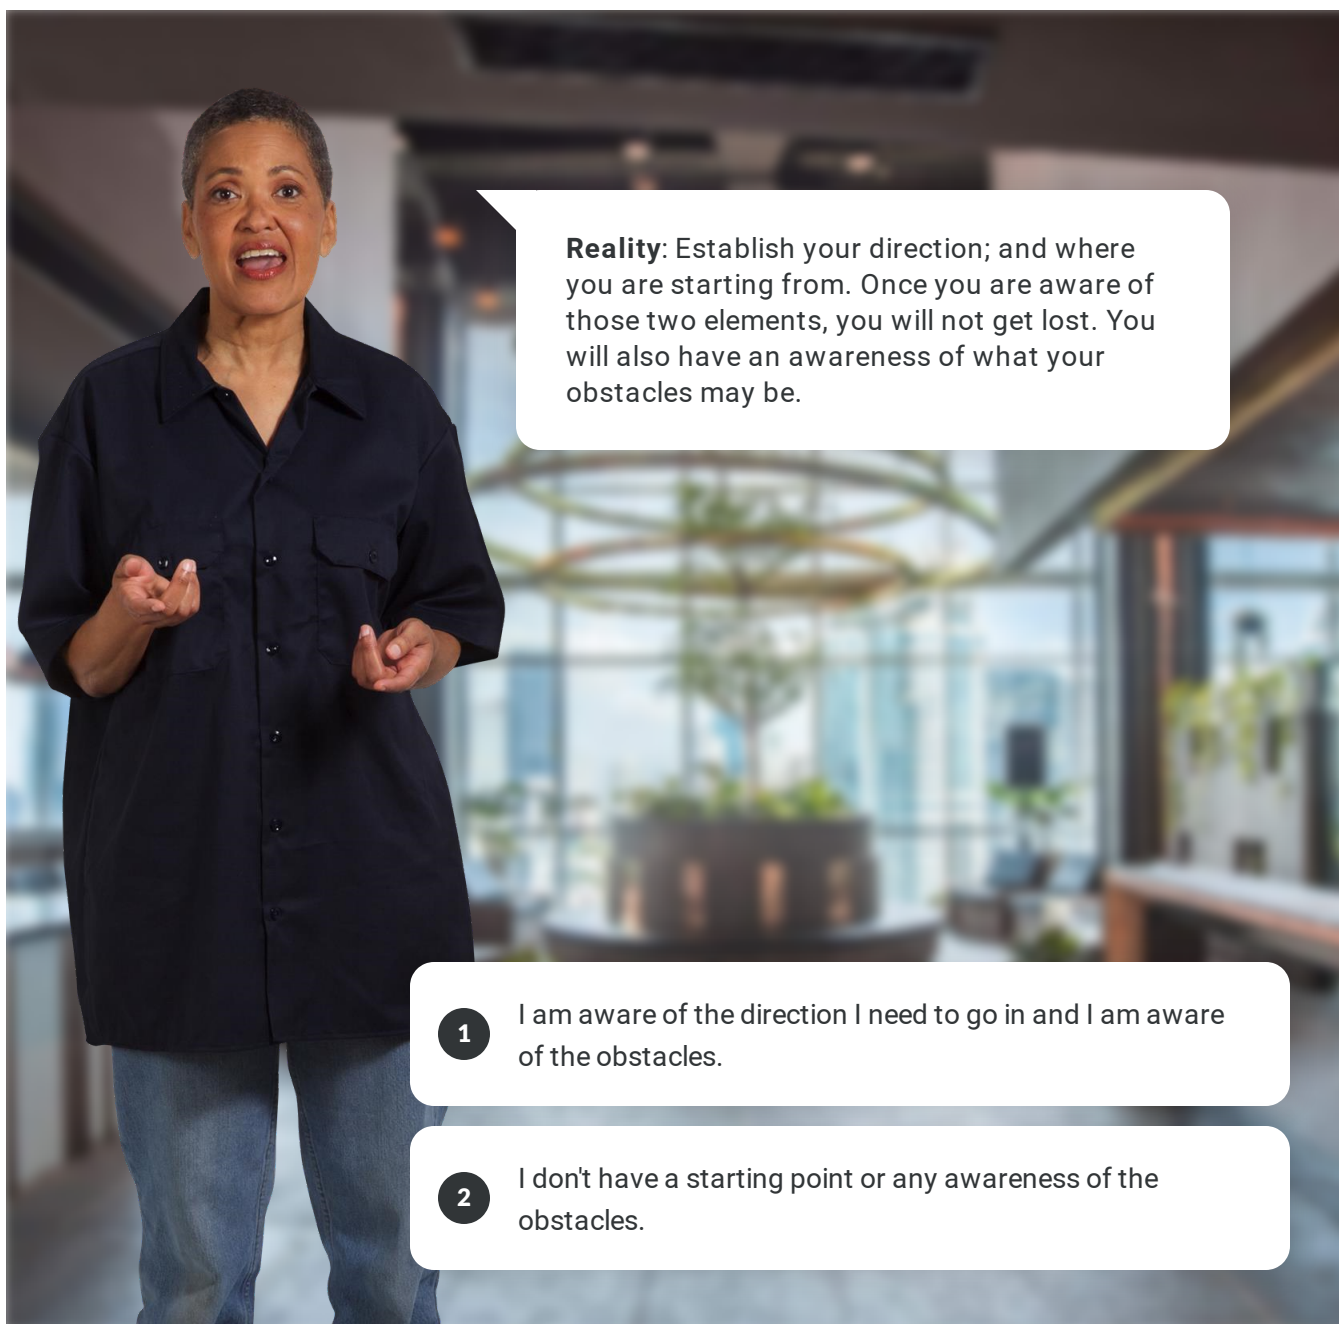 Reality: Establish your direction; and where
you are starting from. Once you are aware of
those two elements, you will not get lost. You
will also have an awareness of what your
obstacles may be.
1
I am aware of the direction I need to go in and I am aware
of the obstacles.
2
I don't have a starting point or any awareness of the
obstacles.